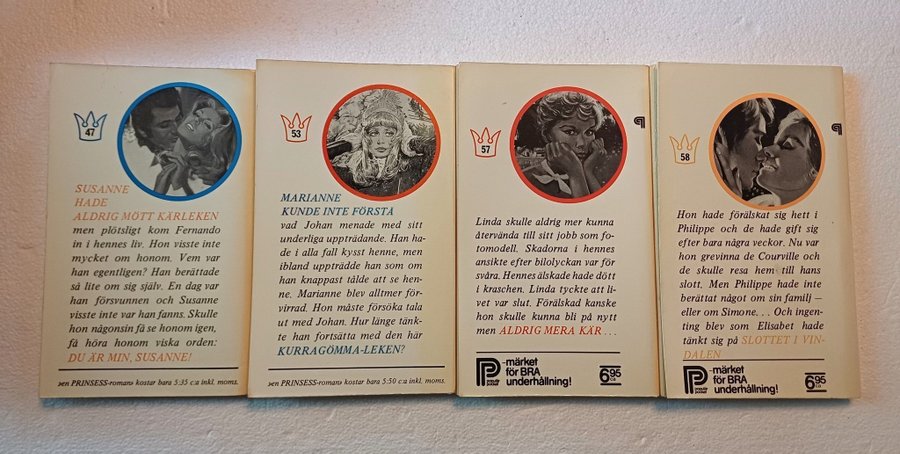 47
SUSANNE
HADE
ALDRIG MÖTT KÄRLEKEN
men plötsligt kom Fernando
in i hennes liv. Hon visste inte
mycket om honom. Vem var
han egentligen? Han berättade
så lite om sig själv. En dag var
han försvunnen och Susanne
visste inte var han fanns. Skulle
hon någonsin få se honom igen,
få höra honom viska orden:
DU ÄR MIN, SUSANNE!
en PRINSESS-roman kostar bara 5:35 c:a inkl. moms.
53
MARIANNE
KUNDE INTE FÖRSTÅ
vad Johan menade med sitt
underliga uppträdande. Han ha-
de i alla fall kysst henne, men
ibland uppträdde han som om
han knappast tålde att se hen-
ne. Marianne blev alltmer för-
virrad. Hon måste försöka tala
ut med Johan. Hur länge tänk-
te han fortsätta med den här
KURRAGÖMMA-LEKEN?
en PRINSESS-roman kostar bara 5:50 c:a inkl. moms.
57
Linda skulle aldrig mer kunna
återvända till sitt jobb som fo-
tomodell. Skadorna i hennes
ansikte efter bilolyckan var för
svåra. Hennes älskade hade dött
i kraschen. Linda tyckte att li-
vet var slut. Förälskad kanske
hon skulle kunna bli på nytt
men ALDRIG MERA KÄR...
P
-märket
för BRA
underhållning!
6.95
ca
58
Hon hade förälskat sig hett i
Philippe och de hade gift sig
efter bara några veckor. Nu var
hon grevinna de Courville och
de skulle resa hem till hans
slott. Men Philippe hade inte
berättat något om sin familj —
eller om Simone... Och ingen-
ting blev som Elisabet hade
tänkt sig på SLOTTET I VIN-
DALEN
P
-märket
för BRA
underhållning!
6.95
ca